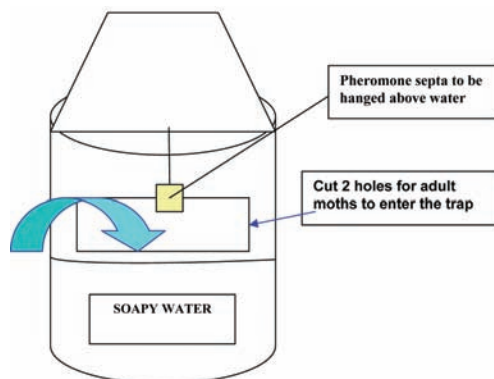 Pheromone septa to be
hanged above water
Cut 2 holes for adult
moths to enter the trap
SOAPY WATER